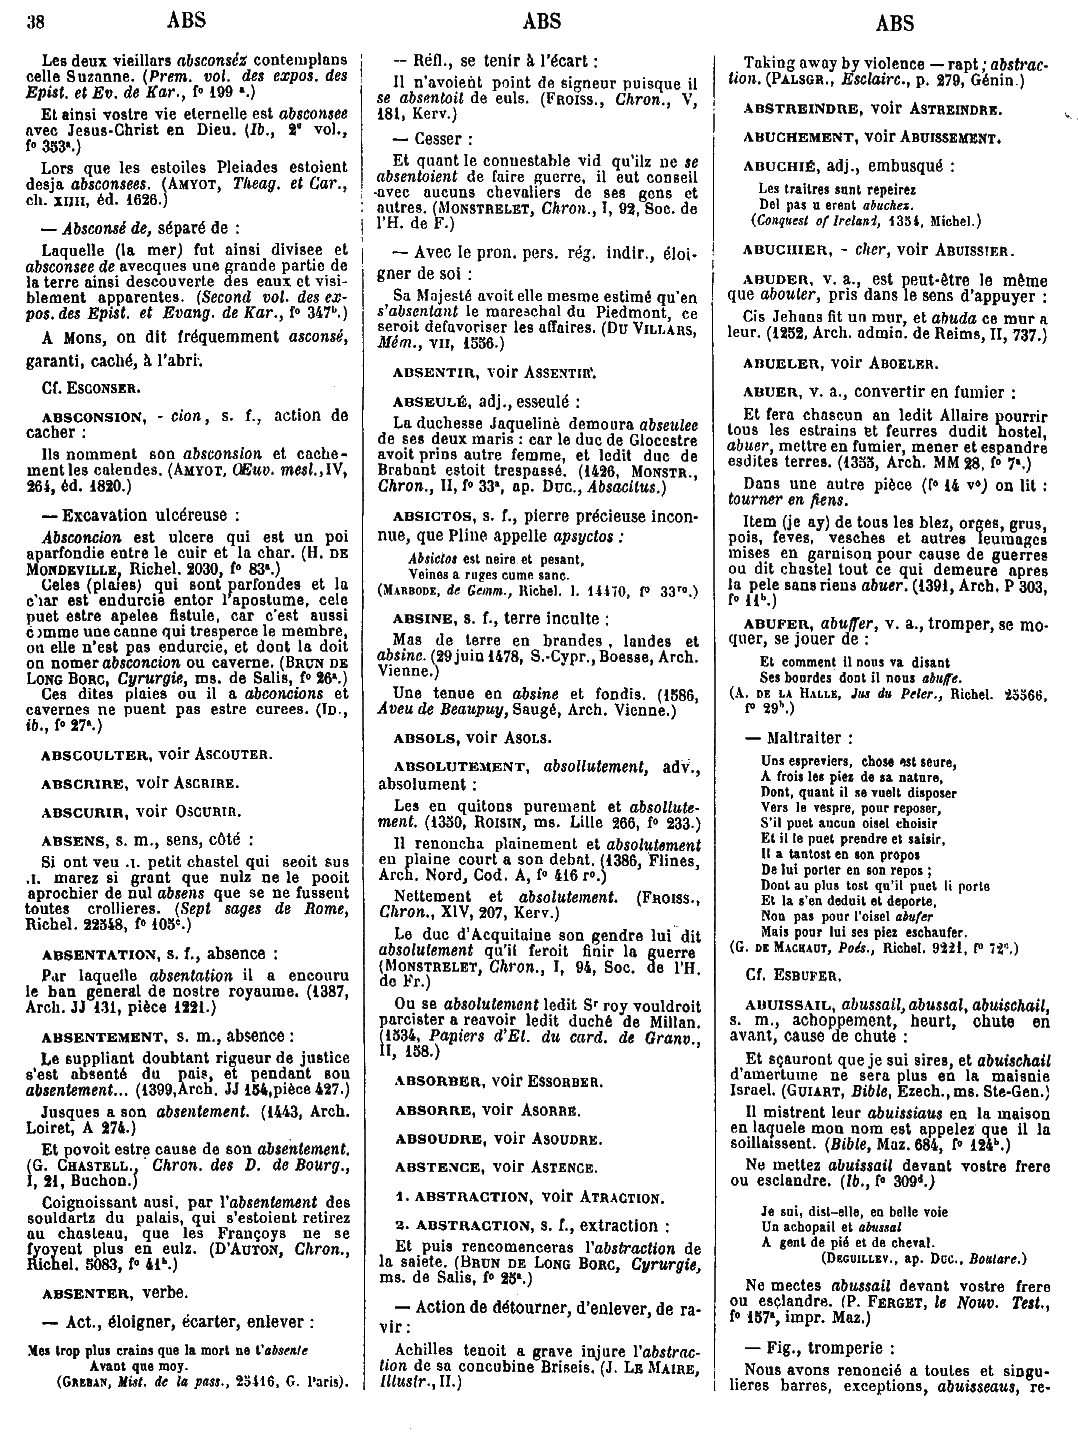 38 ABS ABS ABS
Les deux vieillars absconséz contemplans
celle Suzanne. (Prem. vol. des expos. des
Epist. et Ev. de Kar., f° 199 ª.)
Et ainsi vostre vie eternelle est absconsee
avec Jesus-Christ en Dieu. (Ib., 2ᵉ vol.,
f° 353ª.)
Lors que les estoiles Pleiades estoient
desja absconsees. (AMYOT, Theag. et Car.,
ch. XIJII, éd. 1626.)
— Absconsé de, séparé de :
Laquelle (la mer) fut ainsi divisee et
absconsee de avecques une grande partie de
la terre ainsi descouverte des eaux et visi-
blement apparentes. (Second vol. des ex-
pos. des Epist. et Evang. de Kar., f° 347ᵇ.)
A Mons, on dit fréquemment asconsé,
garanti, caché, à l'abri.
Cf. ESCONSER.
ABSCONSION, - cion, s. f., action de
cacher :
Ils nomment son absconsion et cache-
ment les calendes. (AMYOT, Œuv. mesl., IV,
264, éd. 1820.)
— Excavation ulcéreuse :
Absconcion est ulcere qui est un poi
aparfondie entre le cuir et la char. (H. DE
MONDEVILLE, Richel. 2030, f° 83ª.)
Celes (plaies) qui sont parfondes et la
c'iar est endurcie entor l'apostume, cele
puet estre apelee fistule, car c'est aussi
comme une canne qui tresperce le membre,
ou elle n'est pas endurcie, et dont la doit
on nomer absconcion ou caverne. (BRUN DE
LONG BORC, Cyrurgie, ms. de Salis, f° 26ª.)
Ces dites plaies ou il a abconcions et
cavernes ne puent pas estre curees. (ID.,
ib., f° 27ª.)
ABSCOULTER, voir ASCOUTER.
ABSCRIRE, voir ASCRIRE.
ABSCURIR, voir OSCURIR.
ABSENS, s. m., sens, côté :
Si ont veu .I. petit chastel qui seoit sus
.I. marez si grant que nulz ne le pooit
aprochier de nul absens que se ne fussent
toutes crollieres. (Sept sages de Rome,
Richel. 22548, f° 105ᶜ.)
ABSENTATION, s. f., absence :
Par laquelle absentation il a encouru
le ban general de nostre royaume. (1387,
Arch. JJ 131, pièce 1221.)
ABSENTEMENT, s. m., absence :
Le suppliant doubtant rigueur de justice
s'est absenté du pais, et pendant son
absentement... (1399, Arch. JJ 154, pièce 427.)
Jusques a son absentement. (1443, Arch.
Loiret, A 274.)
Et povoit estre cause de son absentement.
(G. CHASTELL., Chron. des D. de Bourg.,
I, 21, Buchon.)
Coignoissant ausi, par l'absentement des
souldartz du palais, qui s'estoient retirez
au chasteau, que les Françoys ne se
fyoyent plus en eulz. (D'AUTON, Chron.,
Richel. 5083, f° 41ᵇ.)
ABSENTER, verbe.
— Act., éloigner, écarter, enlever :
Mes trop plus crains que la mort ne t'absente
Avant que moy.
(GREBAN, Mist. de la pass., 23416, G. Paris).
— Réfl., se tenir à l'écart :
Il n'avoient point de signeur puisque il
se absentoit de euls. (FROISS., Chron., V,
181, Kerv.)
— Cesser :
Et quant le connestable vid qu'ilz ne se
absentoient de faire guerre, il eut conseil
avec aucuns chevaliers de ses gens et
autres. (MONSTRELET, Chron., I, 92, Soc. de
l'H. de F.)
— Avec le pron. pers. rég. indir., éloi-
gner de soi :
Sa Majesté avoit elle mesme estimé qu'en
s'absentant le mareschal du Piedmont, ce
seroit defavoriser les affaires. (DU VILLARS,
Mém., VII, 1556.)
ABSENTIR, voir ASSENTIR.
ABSEULÉ, adj., esseulé :
La duchesse Jaqueline demoura abseulee
de ses deux maris : car le duc de Glocestre
avoit prins autre femme, et ledit duc de
Brabant estoit trespassé. (1426, MONSTR.,
Chron., II, f° 33ª, ap. DUC., Absacitus.)
ABSICTOS, s. f., pierre précieuse incon-
nue, que Pline appelle apsyctos :
Absictos est neire et pesant,
Veines a ruges cume sanc.
(MARBODE, de Gemm., Richel. l. 14470, f° 33ʳᵒ.)
ABSINE, s. f., terre inculte :
Mas de terre en brandes, landes et
absine. (29 juin 1478, S.-Cypr., Boesse, Arch.
Vienne.)
Une tenue en absine et fondis. (1586,
Aveu de Beaupuy, Saugé, Arch. Vienne.)
ABSOLS, voir ASOLS.
ABSOLUTEMENT, absollutement, adv.,
absolument :
Les en quitons purement et absollute-
ment. (1330, ROISIN, ms. Lille 266, f° 233.)
Il renoncha plainement et absolutement
en plaine court a son debat. (1386, Flines,
Arch. Nord, Cod. A, f° 416 r°.)
Nettement et absolutement. (FROISS.,
Chron., XIV, 207, Kerv.)
Le duc d'Acquitaine son gendre lui dit
absolutement qu'il feroit finir la guerre
(MONSTRELET, Chron., I, 94, Soc. de l'H.
de Fr.)
Ou se absolutement ledit Sʳ roy vouldroit
parcister a reavoir ledit duché de Millan.
(1534, Papiers d'Et. du card. de Granv.,
II, 158.)
ABSORBER, voir ESSORBER.
ABSORRE, voir ASORRE.
ABSOUDRE, voir ASOUDRE.
ABSTENCE, voir ASTENCE.
1. ABSTRACTION, voir ATRACTION.
2. ABSTRACTION, s. f., extraction :
Et puis rencomenceras l'abstraction de
la saiete. (BRUN DE LONG BORC, Cyrurgie,
ms. de Salis, f° 25ª.)
— Action de détourner, d'enlever, de ra-
vir :
Achilles tenoit a grave injure l'abstrac-
tion de sa concubine Briseis. (J. LE MAIRE,
Illustr., II.)
Taking away by violence — rapt ; abstrac-
tion. (PALSGR., Esclairc., p. 279, Génin.)
ABSTREINDRE, voir ASTREINDRE.
ABUCHEMENT, voir ABUISSEMENT.
ABUCHIÉ, adj., embusqué :
Les traitres sunt repeirez
Del pas u erent abuchez.
(Conquest of Ireland, 1354, Michel.)
ABUCHIER, - cher, voir ABUISSIER.
ABUDER, v. a., est peut-être le même
que abouter, pris dans le sens d'appuyer :
Cis Jehans fit un mur, et abuda ce mur a
leur. (1252, Arch. admin. de Reims, II, 737.)
ABUELER, voir ABOELER.
ABUER, v. a., convertir en fumier :
Et fera chascun an ledit Allaire pourrir
tous les estrains et feurres dudit hostel,
abuer, mettre en fumier, mener et espandre
esdites terres. (1335, Arch. MM 28, f° 7ª.)
Dans une autre pièce (f° 14 v°) on lit :
tourner en fiens.
Item (je ay) de tous les blez, orges, grus,
pois, feves, vesches et autres leumages
mises en garnison pour cause de guerres
ou dit chastel tout ce qui demeure apres
la pele sans riens abuer. (1391, Arch. P 303,
f° 11ᵇ.)
ABUFER, abuffer, v. a., tromper, se mo-
quer, se jouer de :
Et comment il nous va disant
Ses bourdes dont il nous abuffe.
(A. DE LA HALLE, Jus du Peler., Richel. 25566,
f° 29ᵇ.)
— Maltraiter :
Uns espreviers, chose est seure,
A frois les piez de sa nature,
Dont, quant il se vuelt disposer
Vers le vespre, pour reposer,
S'il puet aucun oisel choisir
Et il le puet prendre et saisir,
Il a tantost en son propos
De lui porter en son repos ;
Dont au plus tost qu'il puet li porte
Et la s'en deduit et deporte,
Non pas pour l'oisel abufer
Mais pour lui ses piez eschaufer.
(G. DE MACHAUT, Poés., Richel. 9221, f° 72ᶜ.)
Cf. ESBUFER.
ABUISSAIL, abussail, abussal, abuischail,
s. m., achoppement, heurt, chute en
avant, cause de chute :
Et sçauront que je sui sires, et abuischail
d'amertume ne sera plus en la maisnie
Israel. (GUIART, Bible, Ezech., ms. Ste-Gen.)
Il mistrent leur abuissiaus en la maison
en laquele mon nom est appelez que il la
soillaissent. (Bible, Maz. 684, f° 124ᵇ.)
Ne mettez abuissail devant vostre frere
ou esclandre. (Ib., f° 309ᵈ.)
Je sui, dist-elle, en belle voie
Un achopail et abussal
A gent de pié et de cheval.
(DEGUILLEV., ap. DUC., Boulare.)
Ne mectes abussail devant vostre frere
ou esclandre. (P. FERGET, le Nouv. Test.,
f° 157ª, impr. Maz.)
— Fig., tromperie :
Nous avons renoncié a toutes et singu-
lieres barres, exceptions, abuisseaus, re-